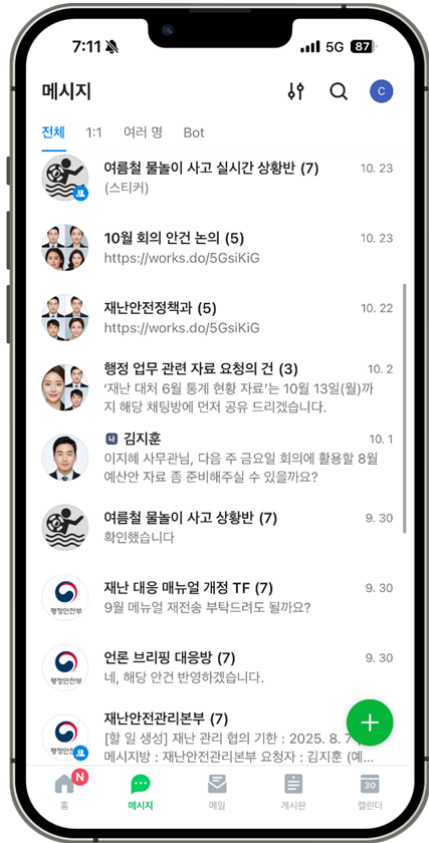 7:11 5G 87
메시지 C
전체 1:1 여러 명 Bot
여름철 물놀이 사고 실시간 상황반 (7) 10. 23
(스티커)
10월 회의 안건 논의 (5) 10. 23
https://works.do/5GsiKiG
재난안전정책과 (5) 10. 22
https://works.do/5GsiKiG
행정 업무 관련 자료 요청의 건 (3) 10. 2
‘재난 대처 6월 통계 현황 자료’는 10월 13일(월)까
지 해당 채팅방에 먼저 공유 드리겠습니다.
나 김지훈 10. 1
이지혜 사무관님, 다음 주 금요일 회의에 활용할 8월
예산안 자료 좀 준비해주실 수 있을까요?
여름철 물놀이 사고 상황반 (7) 9. 30
확인했습니다
재난 대응 매뉴얼 개정 TF (7) 9. 30
행정안전부
9월 메뉴얼 재전송 부탁드려도 될까요?
언론 브리핑 대응방 (7) 9. 30
행정안전부
네, 해당 안건 반영하겠습니다.
재난안전관리본부 (7)
[할 일 생성] 재난 관리 협의 기한 : 2025. 8. 7
행정안전
메시지방 : 재난안전관리본부 요청자 : 김지훈 (예...
N 30
홈 메시지 메일 게시판 캘린더